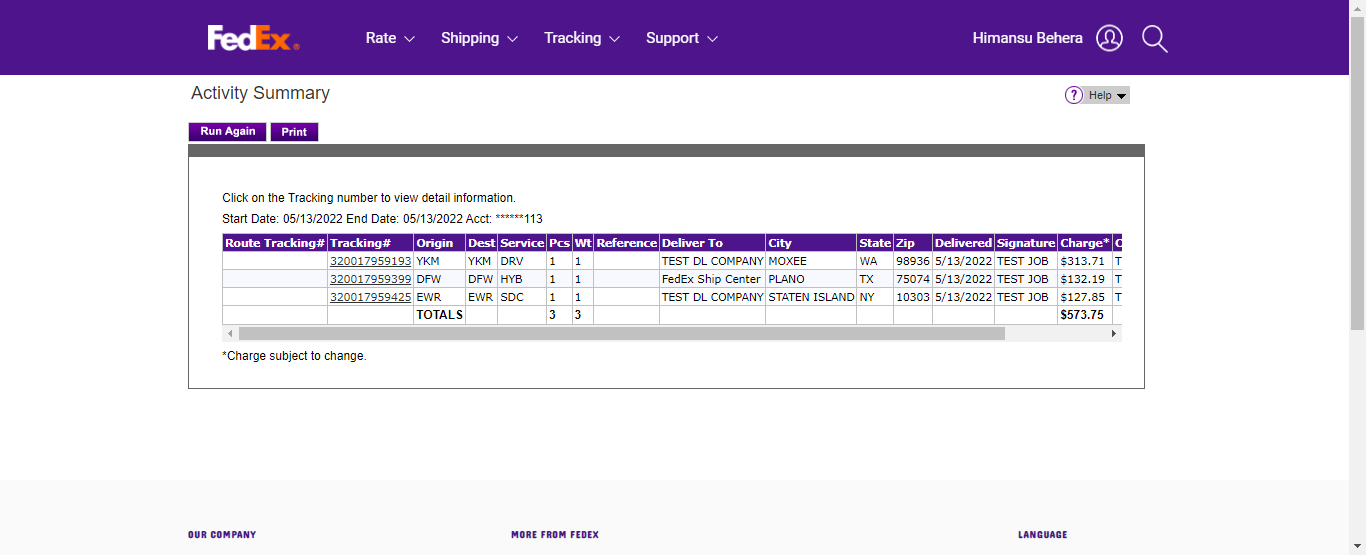 FedEx®
Rate Shipping Tracking Support Himansu Behera
Activity Summary
? Help
Run Again Print
Click on the Tracking number to view detail information.
Start Date: 05/13/2022 End Date: 05/13/2022 Acct: ******113
Route Tracking# Tracking# Origin Dest Service Pcs Wt Reference Deliver To City State Zip Delivered Signature Charge*
320017959193 YKM YKM DRV 1 1 TEST DL COMPANY MOXEE WA 98936 5/13/2022 TEST JOB $313.71 T
320017959399 DFW DFW HYB 1 1 FedEx Ship Center PLANO TX 75074 5/13/2022 TEST JOB $132.19 T
320017959425 EWR EWR SDC 1 1 TEST DL COMPANY STATEN ISLAND NY 10303 5/13/2022 TEST JOB $127.85 T
TOTALS 3 3 $573.75
*Charge subject to change.
OUR COMPANY MORE FROM FEDEX LANGUAGE